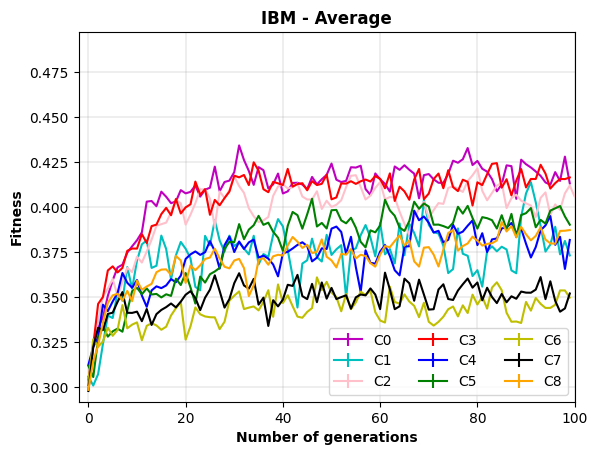 IBM - Average
0.475
0.450
0.425
0.400
0.375
0.350
0.325
0.300
Fitness
C0 C3 C6
C1 C4 C7
C2 C5 C8
0 20 40 60 80 100
Number of generations